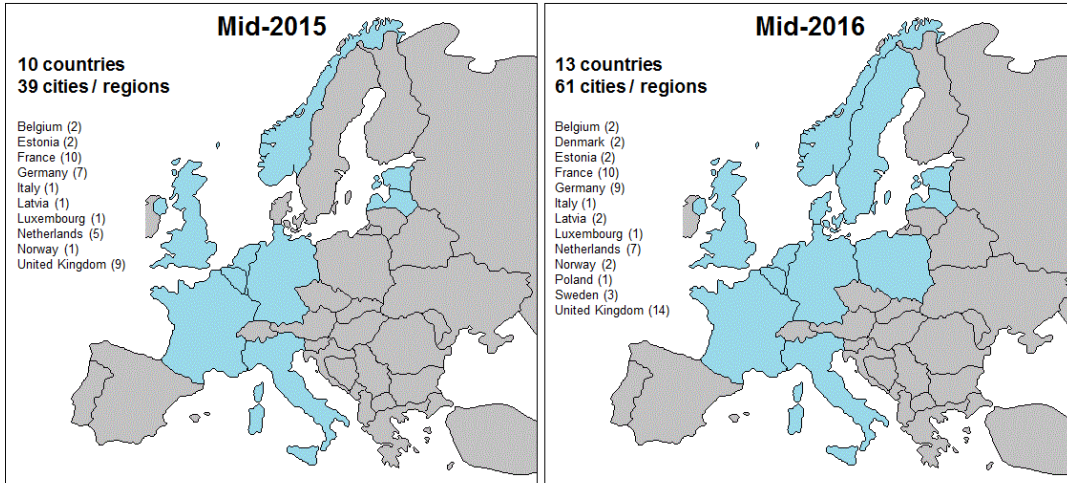 Mid-2015
10 countries
39 cities / regions
Belgium (2)
Estonia (2)
France (10)
Germany (7)
Italy (1)
Latvia (1)
Luxembourg (1)
Netherlands (5)
Norway (1)
United Kingdom (9)
Mid-2016
13 countries
61 cities / regions
Belgium (2)
Denmark (2)
Estonia (2)
France (10)
Germany (9)
Italy (1)
Latvia (2)
Luxembourg (1)
Netherlands (7)
Norway (2)
Poland (1)
Sweden (3)
United Kingdom (14)